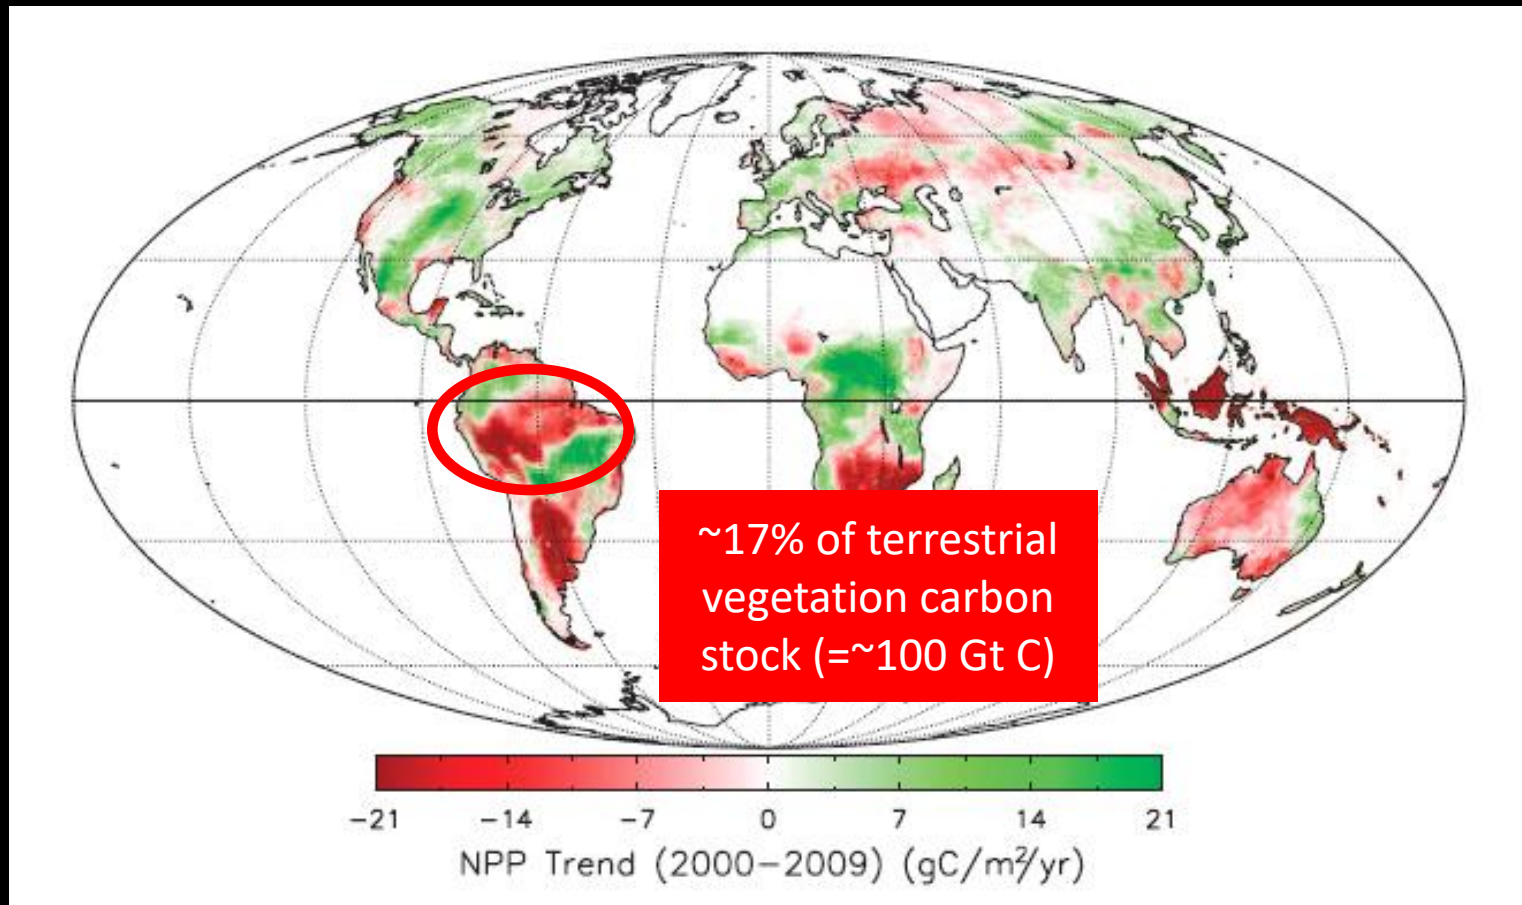 ~17% of terrestrial
vegetation carbon
stock (=~100 Gt C)
−21 −14 −7 0 7 14 21
NPP Trend (2000−2009) (gC/m²/yr)